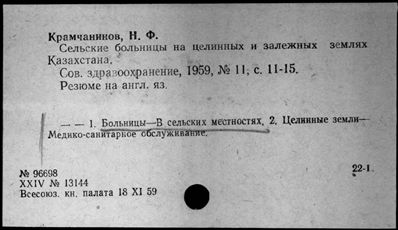 Крамчанинов, Н. Ф.
Сельские больницы на целинных и залежных землях
Казахстана.
Сов. здравоохранение, 1959, № 11, с. 11-15.
Резюме на англ. яз.
— — 1. Больницы—В сельских местностях. 2. Целинные земли—
Медико-санитарное обслуживание.
№ 96698
22-1
XXIV № 13144
Всесоюз. кн. палата 18 XI 59